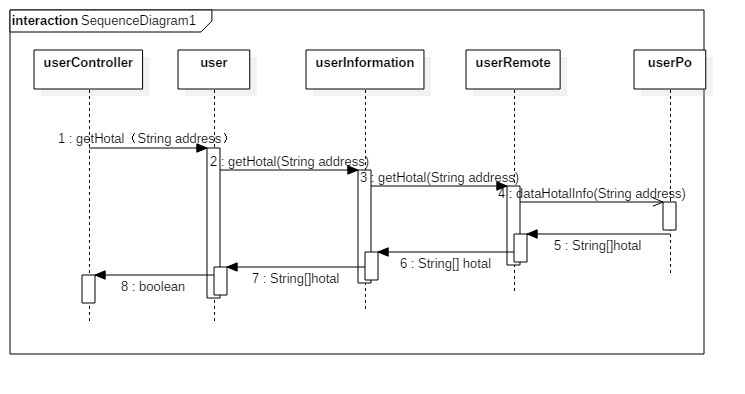 interaction SequenceDiagram1
userController
user
userInformation
userRemote
userPo
1 : getHotal（String address）
2 : getHotal(String address)
3 : getHotal(String address)
4 : dataHotalInfo(String address)
5 : String[]hotal
6 : String[] hotal
7 : String[]hotal
8 : boolean